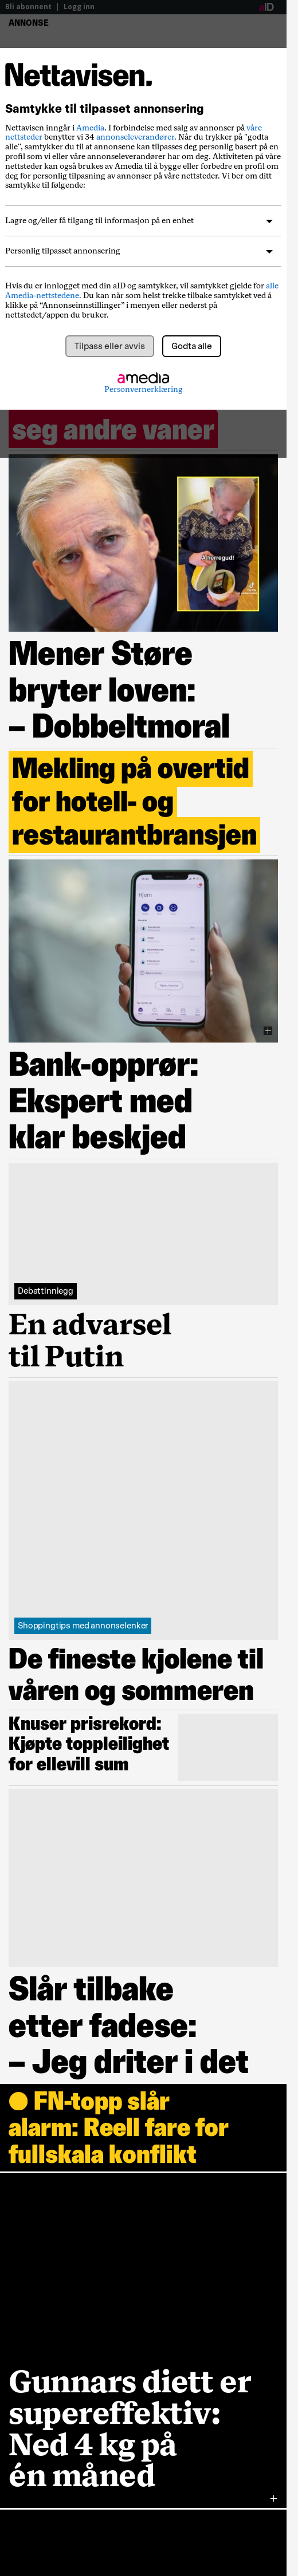 Bli abonnent | Logg inn
aID
ANNONSE
Nettavisen.
Samtykke til tilpasset annonsering
Nettavisen inngår i Amedia. I forbindelse med salg av annonser på våre
nettsteder benytter vi 34 annonseleverandører. Når du trykker på "godta
alle", samtykker du til at annonser kan tilpasses deg personlig basert på en
profil som vi eller våre annonseleverandører har om deg. Aktiviteten på våre
nettsteder kan også brukes av Amedia til å bygge eller forbedre en profil om
deg for tilpasning av annonser på våre nettsteder. Vi ber om ditt
samtykke til følgende:
Lagre og/eller få tilgang til informasjon på en enhet
Personlig tilpasset annonsering
Hvis du er innlogget med din aID og samtykker, vil samtykket gjelde for alle
Amedia-nettstedene. Du kan når som helst trekke tilbake samtykket ved å
klikke på “Annonseinnstillinger” i menyen eller nederst på
nettstedet/appen du bruker.
Tilpass eller avvis
Godta alle
amedia
Personvernerklæring
seg andre vaner
Å herregud!
Mener Støre
bryter loven:
– Dobbeltmoral
Mekling på overtid
for hotell- og
restaurantbransjen
Hjem
Bank-opprør:
Ekspert med
klar beskjed
Debattinnlegg
En advarsel
til Putin
Shoppingtips med annonselenker
De fineste kjolene til
våren og sommeren
Knuser prisrekord:
Kjøpte toppleilighet
for ellevill sum
Slår tilbake
etter fadese:
– Jeg driter i det
● FN-topp slår
alarm: Reell fare for
fullskala konflikt
Gunnars diett er
supereffektiv:
Ned 4 kg på
én måned